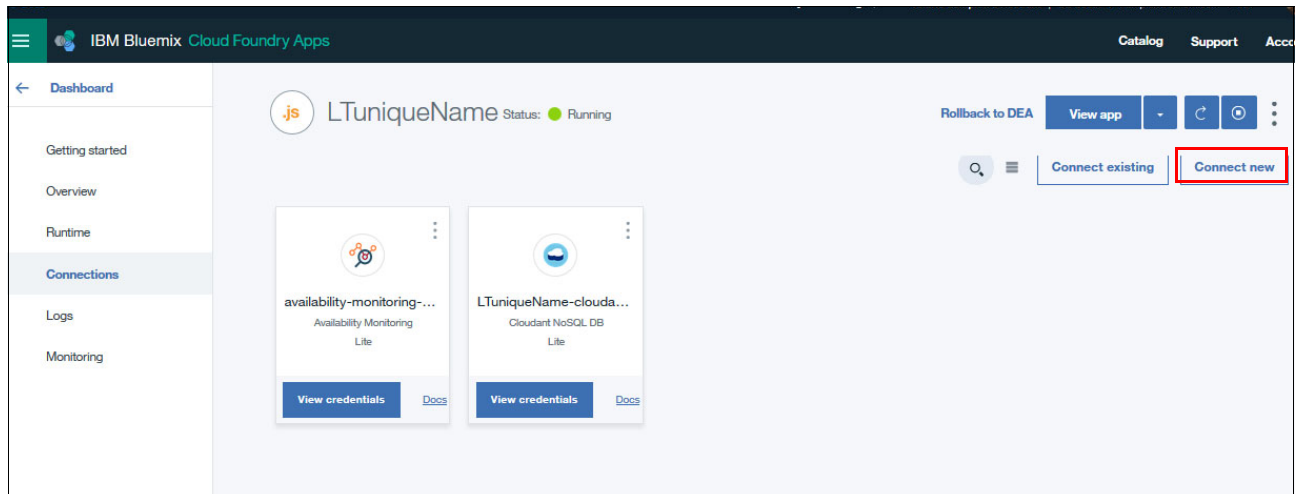 IBM Bluemix Cloud Foundry Apps
Catalog
Support
Dashboard
Getting started
Overview
Runtime
Connections
Logs
Monitoring
.js
LTuniqueName Status: Running
Rollback to DEA
View app
Connect existing
Connect new
availability-monitoring-...
Availability Monitoring
Lite
View credentials
Docs
LTuniqueName-clouda...
Cloudant NoSQL DB
Lite
View credentials
Docs